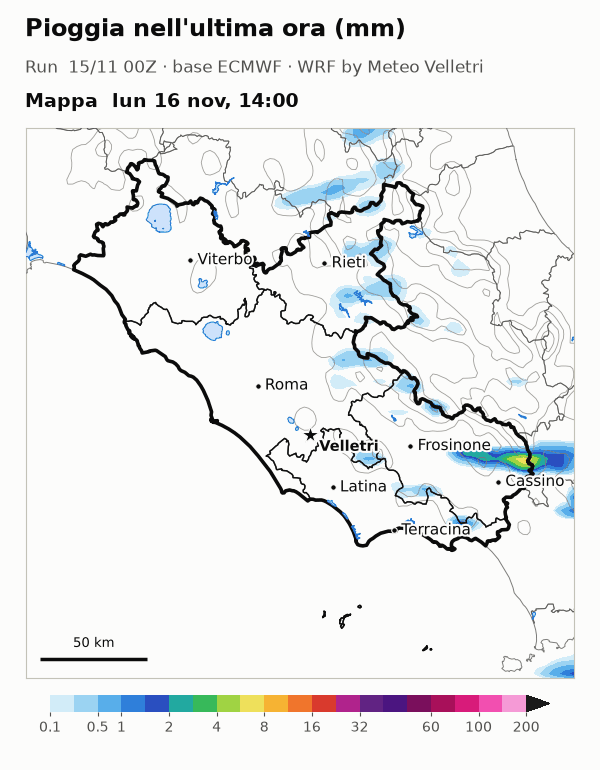 Pioggia nell'ultima ora (mm)
Run  15/11 00Z · base ECMWF · WRF by Meteo Velletri
Mappa  lun 16 nov, 14:00
Viterbo
Rieti
Roma
Velletri
Frosinone
Cassino
Latina
Terracina
50 km
0.1 0.5 1 2 4 8 16 32 60 100 200